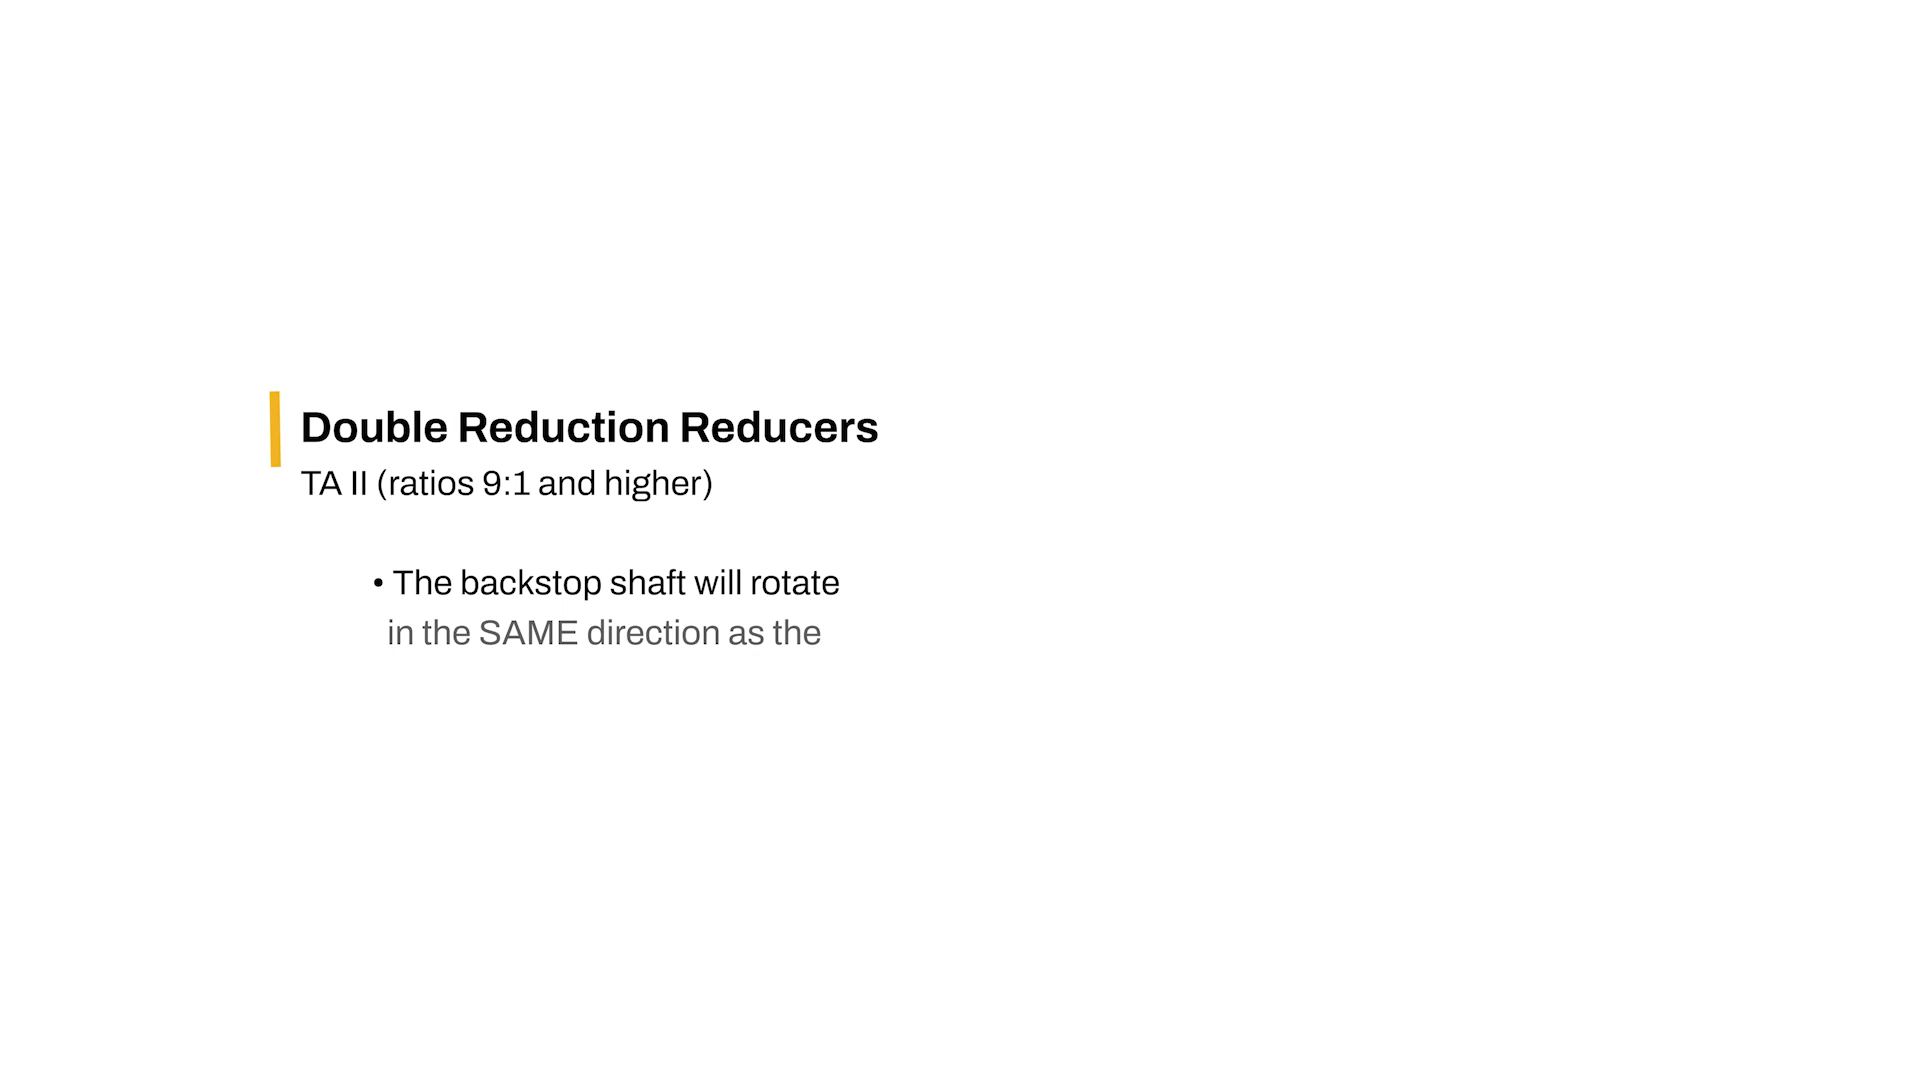 Double Reduction Reducers
TA II (ratios 9:1 and higher)
• The backstop shaft will rotate
in the SAME direction as the